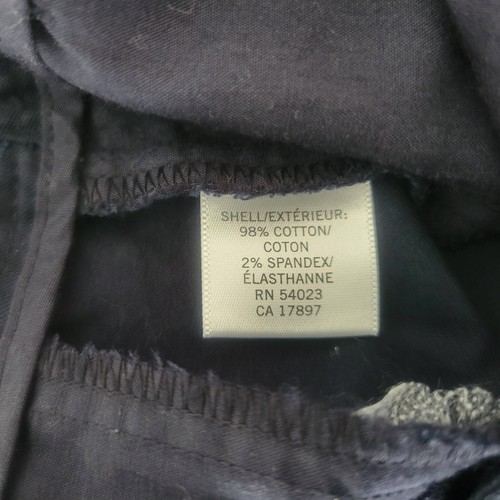 SHELL/EXTÉRIEUR:
98% COTTON/
COTON
2% SPANDEX/
ÉLASTHANNE
RN 54023
CA 17897